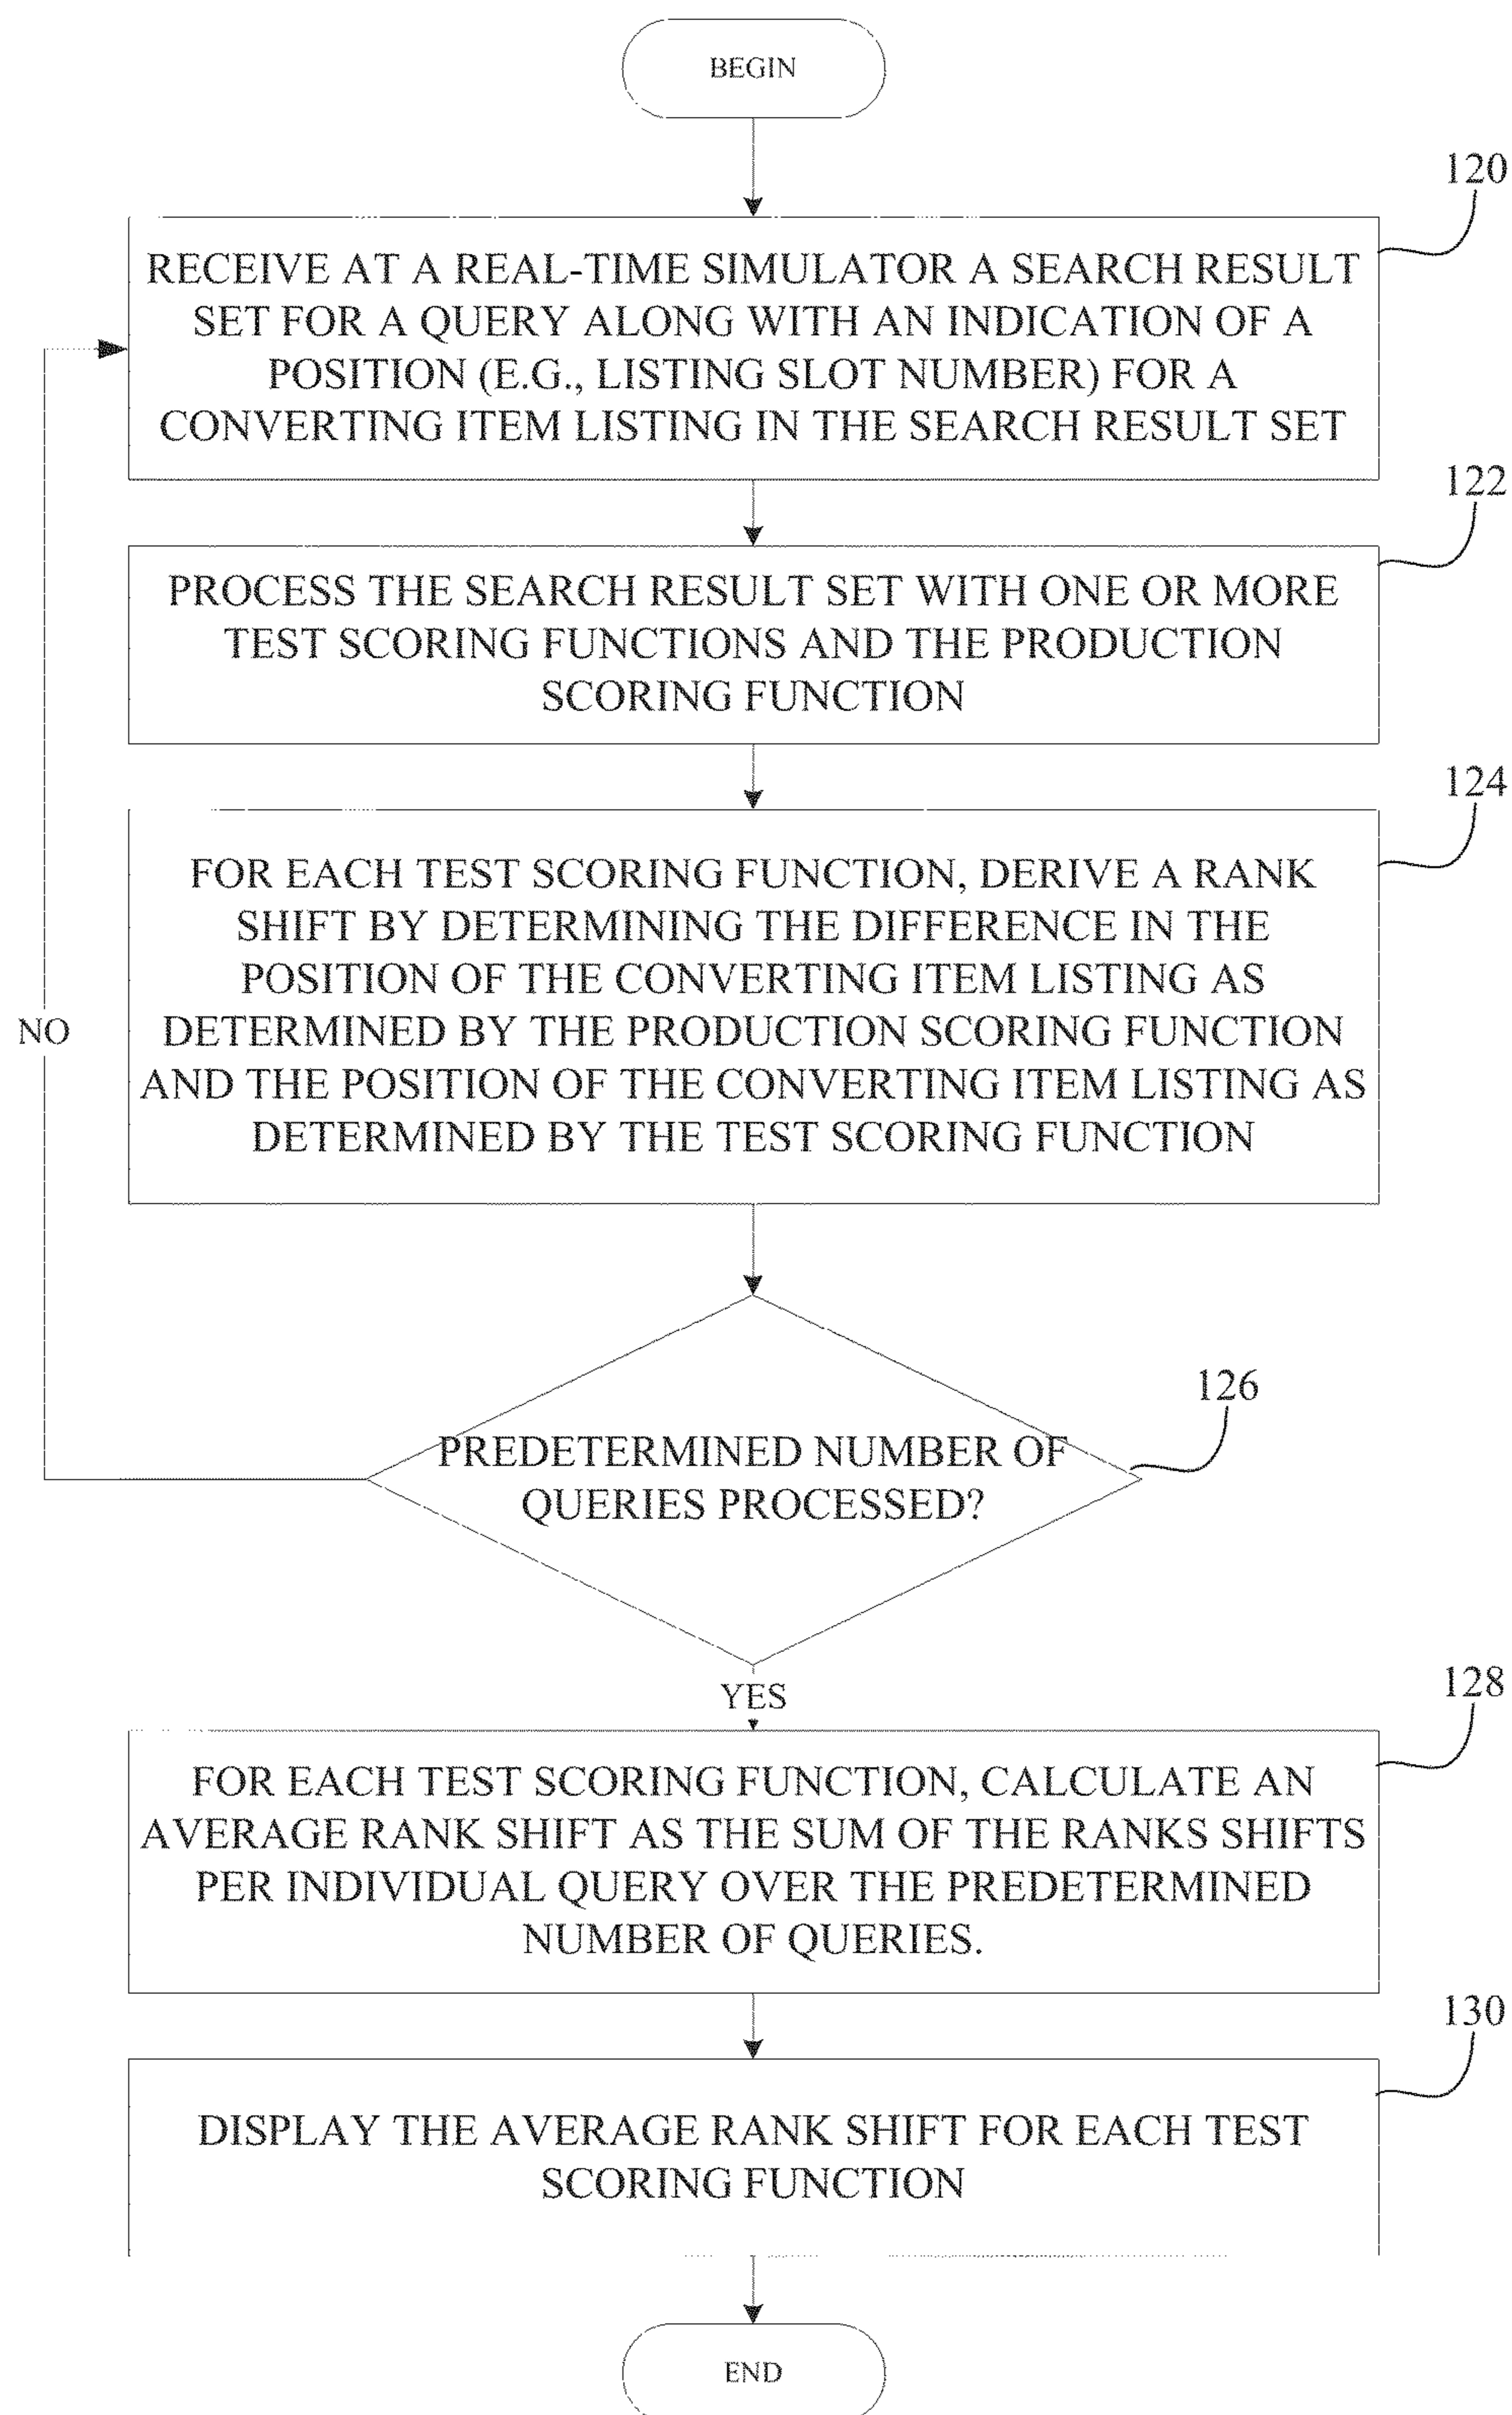 BEGIN
120
RECEIVE AT A REAL-TIME SIMULATOR A SEARCH RESULT
SET FOR A QUERY ALONG WITH AN INDICATION OF A
POSITION (E.G., LISTING SLOT NUMBER) FOR A
CONVERTING ITEM LISTING IN THE SEARCH RESULT SET
122
PROCESS THE SEARCH RESULT SET WITH ONE OR MORE
TEST SCORING FUNCTIONS AND THE PRODUCTION
SCORING FUNCTION
124
FOR EACH TEST SCORING FUNCTION, DERIVE A RANK
SHIFT BY DETERMINING THE DIFFERENCE IN THE
POSITION OF THE CONVERTING ITEM LISTING AS
DETERMINED BY THE PRODUCTION SCORING FUNCTION
AND THE POSITION OF THE CONVERTING ITEM LISTING AS
DETERMINED BY THE TEST SCORING FUNCTION
NO
126
PREDETERMINED NUMBER OF
QUERIES PROCESSED?
YES
128
FOR EACH TEST SCORING FUNCTION, CALCULATE AN
AVERAGE RANK SHIFT AS THE SUM OF THE RANKS SHIFTS
PER INDIVIDUAL QUERY OVER THE PREDETERMINED
NUMBER OF QUERIES.
130
DISPLAY THE AVERAGE RANK SHIFT FOR EACH TEST
SCORING FUNCTION
END